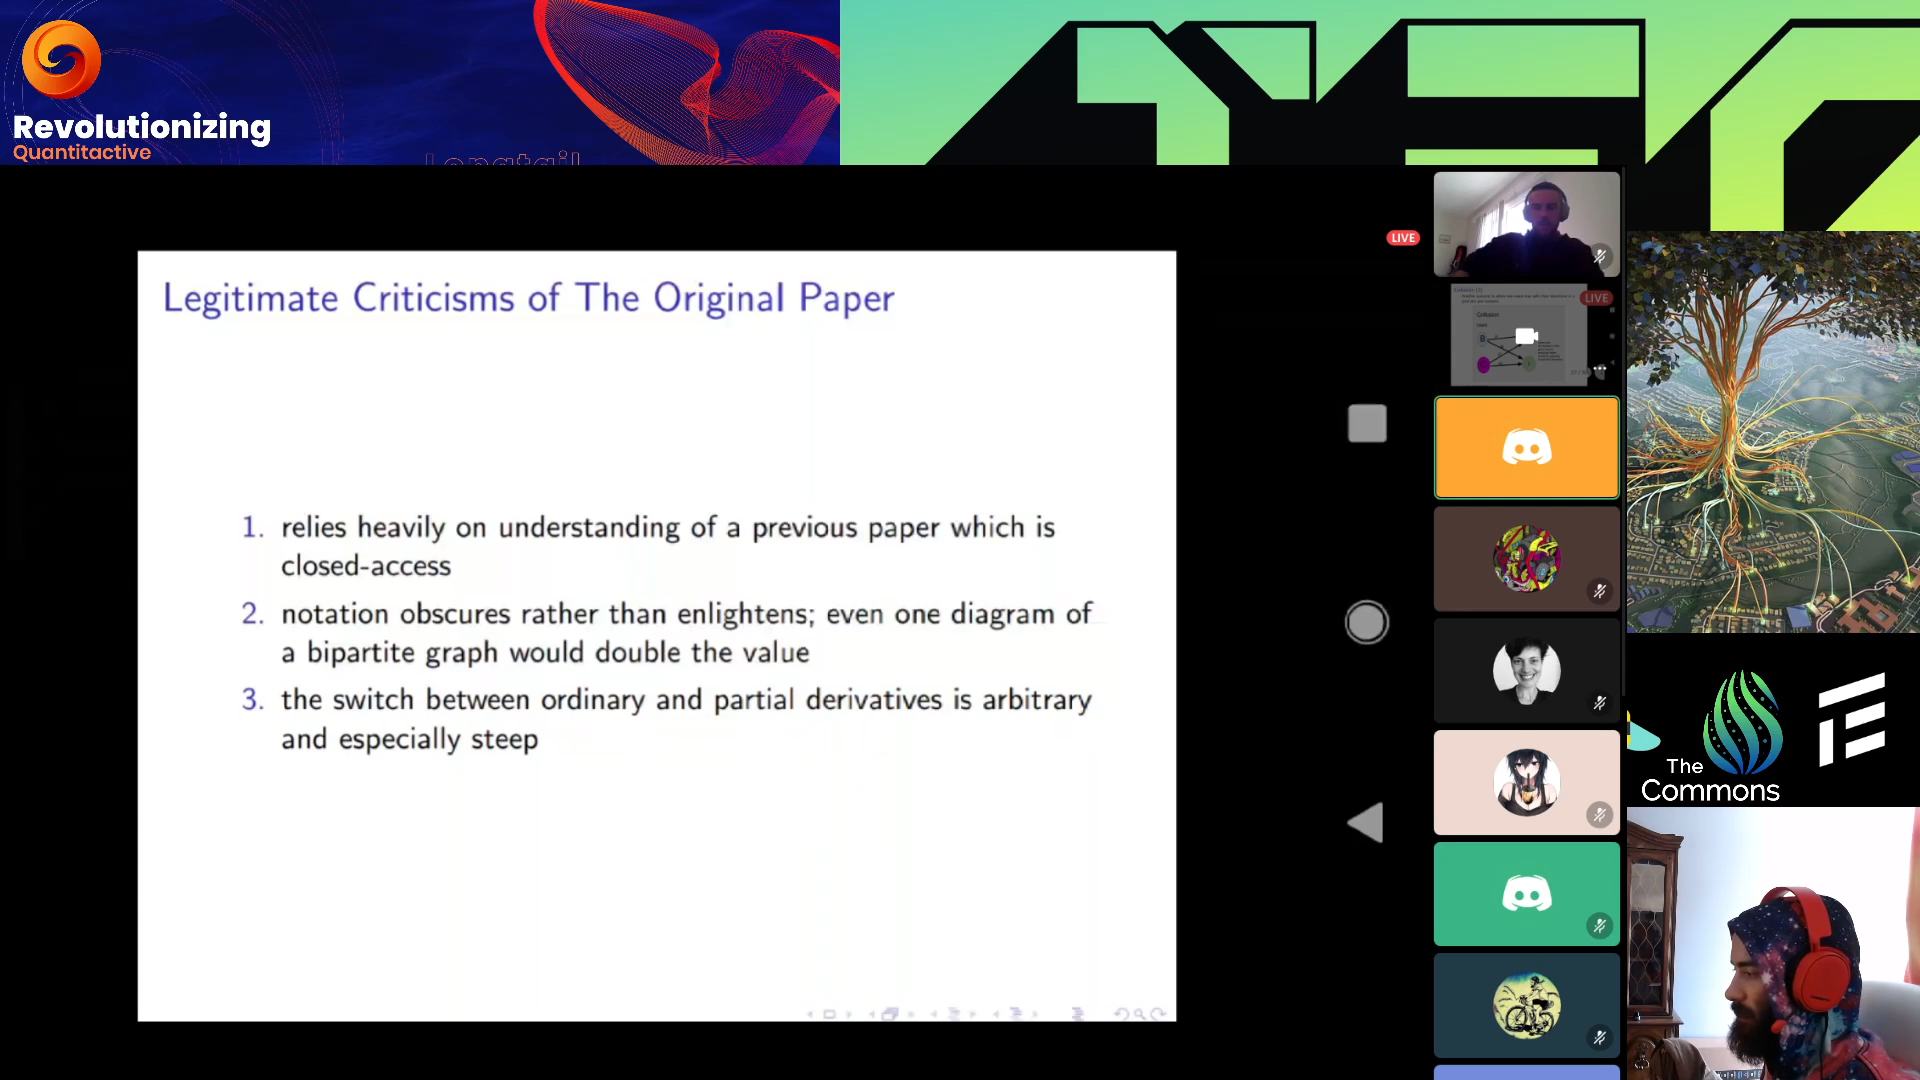 Revolutionizing
Quantitactive
Longtail
LIVE
LIVE
Legitimate Criticisms of The Original Paper
1. relies heavily on understanding of a previous paper which is
closed-access
2. notation obscures rather than enlightens; even one diagram of
a bipartite graph would double the value
3. the switch between ordinary and partial derivatives is arbitrary
and especially steep
The
Commons